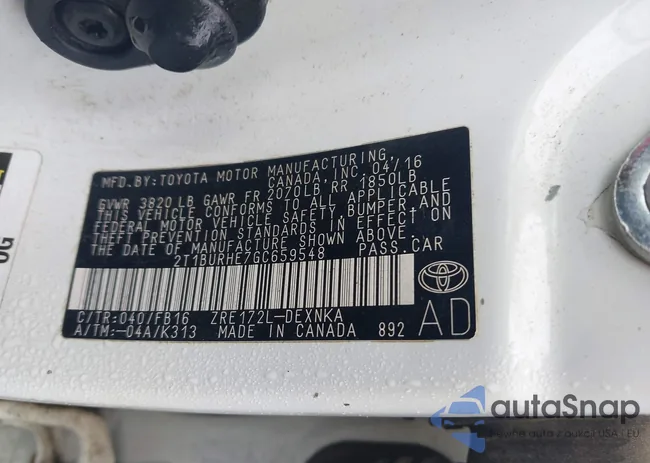 MFD. BY: TOYOTA MOTOR MANUFACTURING
CANADA, INC. 04/16
GVWR 3820 LB GAWR FR 2070LB RR 1850LB
THIS VEHICLE CONFORMS TO ALL APPLICABLE
FEDERAL MOTOR VEHICLE SAFETY, BUMPER AND
THEFT PREVENTION STANDARDS IN EFFECT ON
THE DATE OF MANUFACTURE SHOWN ABOVE.
2T1BURHE7GC659548 PASS. CAR
C/TR: 040/FB16 ZRE172L-DEXNKA
A/TM: -04A/K313 MADE IN CANADA 892
AD
OG
autaSnap